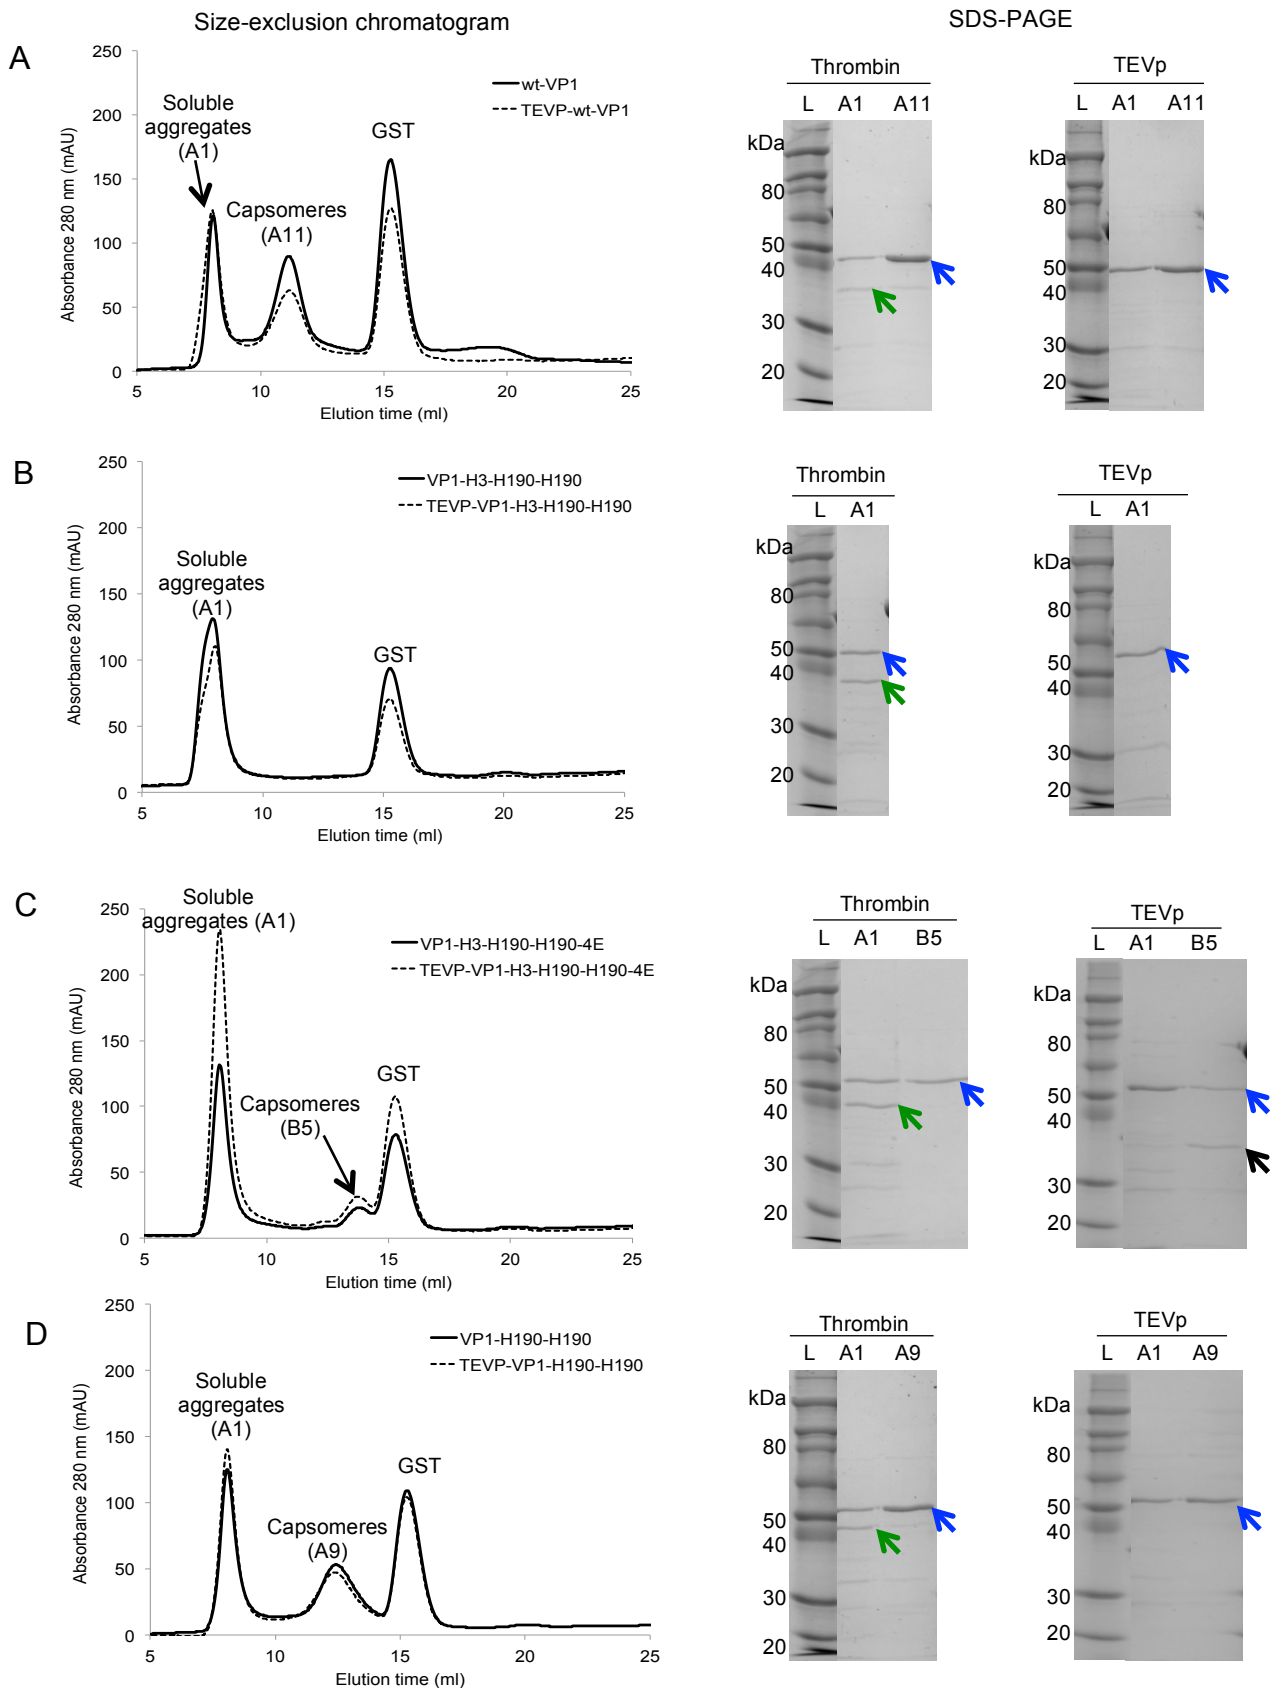 Size-exclusion chromatogram
SDS-PAGE
A
250
200
150
100
50
0
5
10
15
20
25
Absorbance 280 nm (mAU)
Elution time (ml)
Soluble
aggregates
(A1)
Capsomeres
(A11)
GST
wt-VP1
TEVP-wt-VP1
Thrombin
L A1 A11
kDa
80
50
40
30
20
TEVp
L A1 A11
kDa
80
50
40
30
20
B
250
200
150
100
50
0
5
10
15
20
25
Absorbance 280 nm (mAU)
Elution time (ml)
Soluble
aggregates
(A1)
GST
VP1-H3-H190-H190
TEVP-VP1-H3-H190-H190
Thrombin
L A1
kDa
80
50
40
30
20
TEVp
L A1
kDa
80
50
40
30
20
C
250
200
150
100
50
0
5
10
15
20
25
Absorbance 280 nm (mAU)
Elution time (ml)
Soluble
aggregates (A1)
Capsomeres
(B5)
GST
VP1-H3-H190-H190-4E
TEVP-VP1-H3-H190-H190-4E
Thrombin
L A1 B5
kDa
80
50
40
30
20
TEVp
L A1 B5
kDa
80
50
40
30
20
D
250
200
150
100
50
0
5
10
15
20
25
Absorbance 280 nm (mAU)
Elution time (ml)
Soluble
aggregates
(A1)
Capsomeres
(A9)
GST
VP1-H190-H190
TEVP-VP1-H190-H190
Thrombin
L A1 A9
kDa
80
50
40
30
20
TEVp
L A1 A9
kDa
80
50
40
30
20